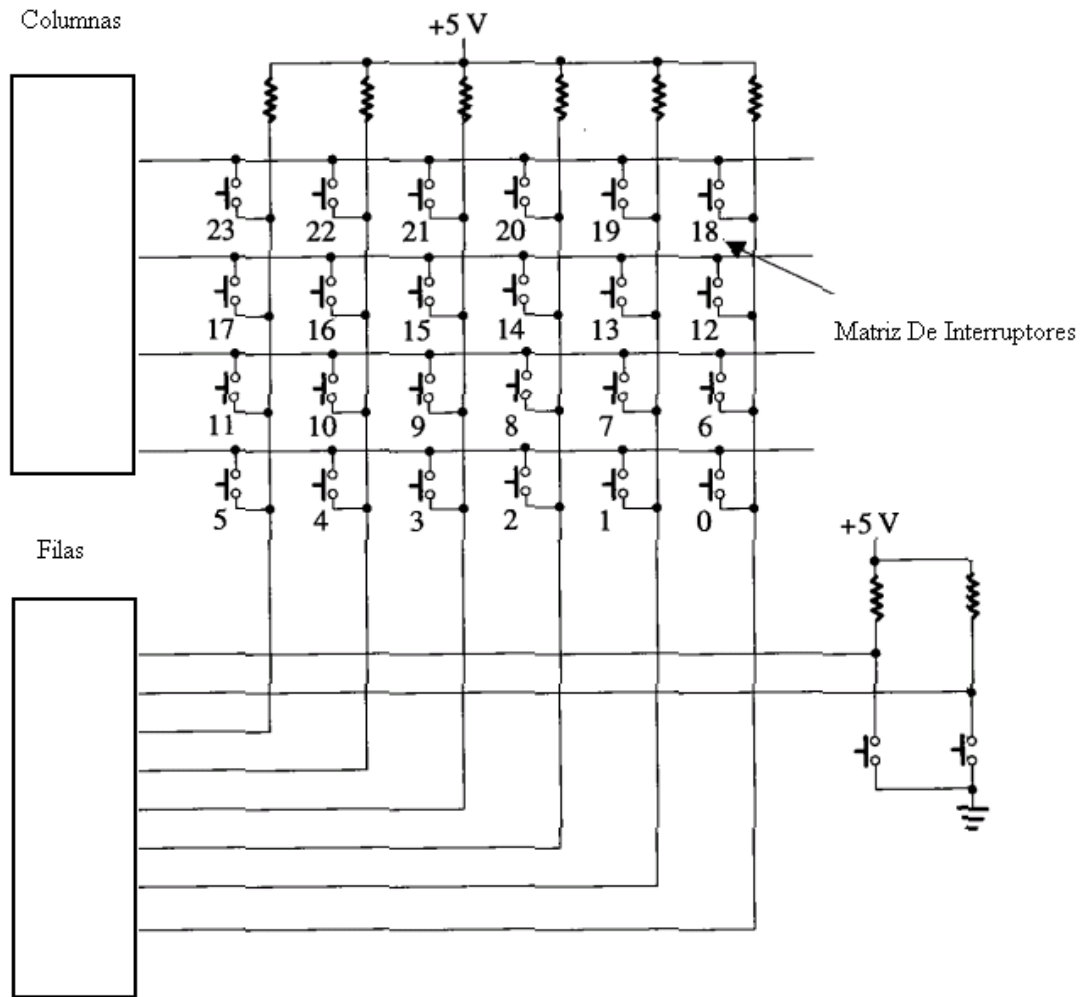 Columnas
+5 V
23 22 21 20 19 18
17 16 15 14 13 12
Matriz De Interruptores
11 10 9 8 7 6
5 4 3 2 1 0
+5 V
Filas